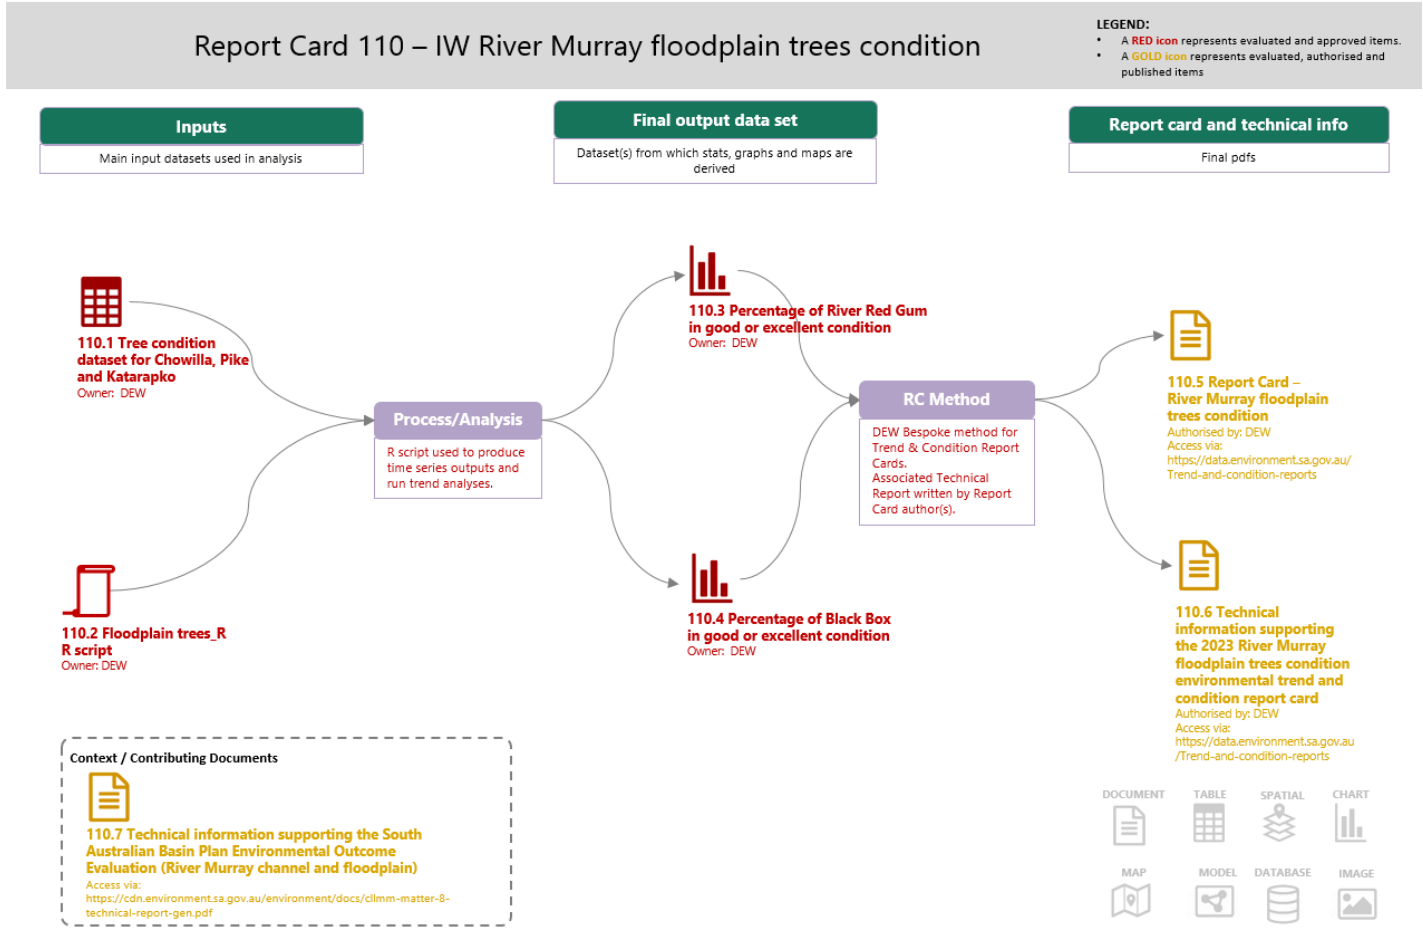 Report Card 110 – IW River Murray floodplain trees condition
LEGEND:
• A RED icon represents evaluated and approved items.
• A GOLD icon represents evaluated, authorised and
published items
Inputs
Main input datasets used in analysis
Final output data set
Dataset(s) from which stats, graphs and maps are
derived
Report card and technical info
Final pdfs
110.1 Tree condition
dataset for Chowilla, Pike
and Katarapko
Owner: DEW
110.2 Floodplain trees_R
R script
Owner: DEW
Process/Analysis
R script used to produce
time series outputs and
run trend analyses.
110.3 Percentage of River Red Gum
in good or excellent condition
Owner: DEW
110.4 Percentage of Black Box
in good or excellent condition
Owner: DEW
RC Method
DEW Bespoke method for
Trend & Condition Report
Cards.
Associated Technical
Report written by Report
Card author(s).
110.5 Report Card –
River Murray floodplain
trees condition
Authorised by: DEW
Access via:
https://data.environment.sa.gov.au/
Trend-and-condition-reports
110.6 Technical
information supporting
the 2023 River Murray
floodplain trees condition
environmental trend and
condition report card
Authorised by: DEW
Access via:
https://data.environment.sa.gov.au
/Trend-and-condition-reports
Context / Contributing Documents
110.7 Technical information supporting the South
Australian Basin Plan Environmental Outcome
Evaluation (River Murray channel and floodplain)
Access via:
https://cdn.environment.sa.gov.au/environment/docs/cllmm-matter-8-
technical-report-gen.pdf
DOCUMENT TABLE SPATIAL CHART
MAP MODEL DATABASE IMAGE